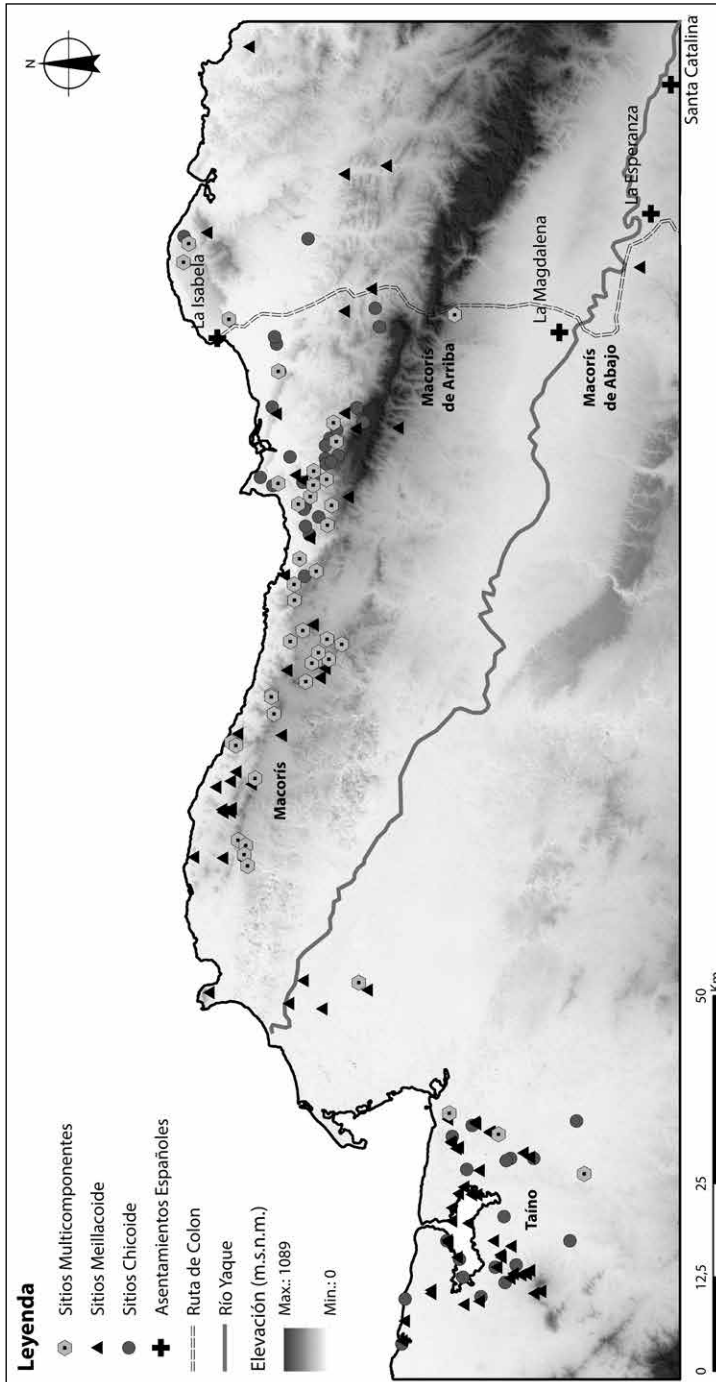 Leyenda
Sitios Multicomponentes
Sitios Meillacoide
Sitios Chicoide
Asentamientos Españoles
Ruta de Colon
Río Yaque
Elevación (m.s.n.m.)
Max.: 1089
Min.: 0
N
La Isabela
Macorís
Macorís
de Arriba
La Magdalena
Macorís
de Abajo
La Esperanza
Santa Catalina
Taíno
0
12,5
25
50
Km